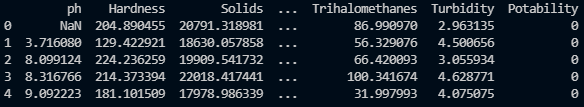 ph Hardness Solids ... Trihalomethanes Turbidity Potability
0 NaN 204.890455 20791.318981 ... 86.990970 2.963135 0
1 3.716080 129.422921 18630.057858 ... 56.329076 4.500656 0
2 8.099124 224.236259 19909.541732 ... 66.420093 3.055934 0
3 8.316766 214.373394 22018.417441 ... 100.341674 4.628771 0
4 9.092223 181.101509 17978.986339 ... 31.997993 4.075075 0